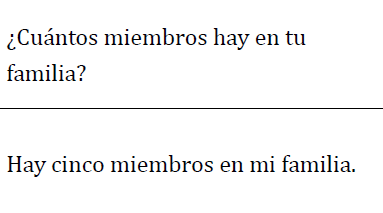 ¿Cuántos miembros hay en tu
familia?
Hay cinco miembros en mi familia.